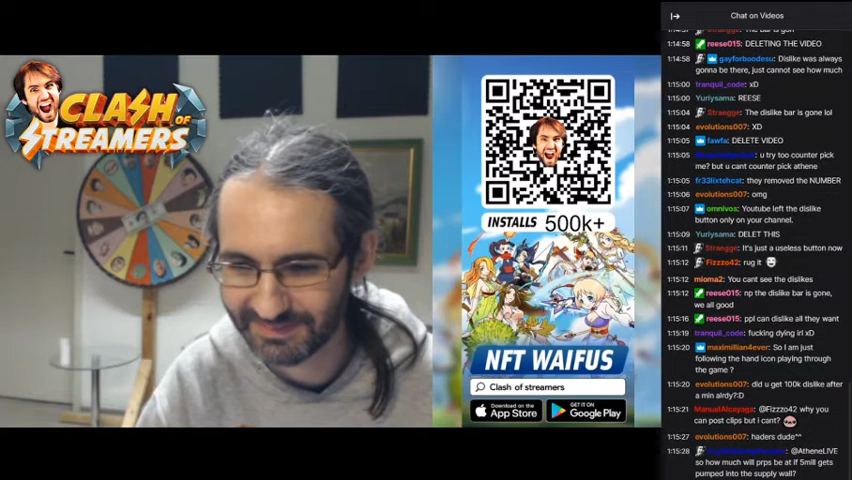 CLASH OF
STREAMERS
INSTALLS 500k+
NFT WAIFUS
Clash of streamers
Download on the
App Store
GET IT ON
Google Play
Chat on Videos
1:14:58 reese015: DELETING THE VIDEO
1:14:58 gayforboodesu: Dislike was always
gonna be there, just cannot see how much
1:15:00 tranquil_code: xD
1:15:00 Yuriysama: REESE
1:15:04 Strangge: The dislike bar is gone lol
1:15:04 evolutions007: XD
1:15:05 fawfa: DELETE VIDEO
1:15:05 u try too counter pick
me? but u cant counter pick athene
1:15:05 fr33lixtehcat: they removed the NUMBER
1:15:06 evolutions007: omg
1:15:07 omnivos: Youtube left the dislike
button only on your channel.
1:15:09 Yuriysama: DELET THIS
1:15:11 Strangge: It's just a useless button now
1:15:12 Fizzzo42: rug it
1:15:12 mioma2: You cant see the dislikes
1:15:12 reese015: np the dislike bar is gone,
we all good
1:15:16 reese015: ppl can dislike all they want
1:15:19 tranquil_code: fucking dying irl xD
1:15:20 maximillian4ever: So I am just
following the hand icon playing through
the game ?
1:15:20 evolutions007: did u get 100k dislike after
a min alrdy?:D
1:15:21 ManuelAlcayaga: @Fizzzo42 why you
can post clips but i cant?
1:15:27 evolutions007: haders dude^^
1:15:28 @AtheneLIVE
so how much will prps be at if 5mill gets
pumped into the supply wall?